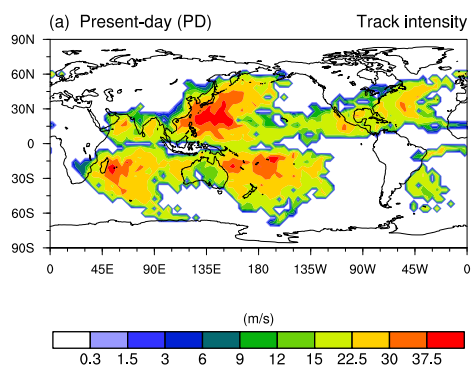 (a) Present-day (PD) Track intensity
90N
60N
30N
0
30S
60S
90S
0 45E 90E 135E 180 135W 90W 45W 0
(m/s)
0.3 1.5 3 6 9 12 15 22.5 30 37.5